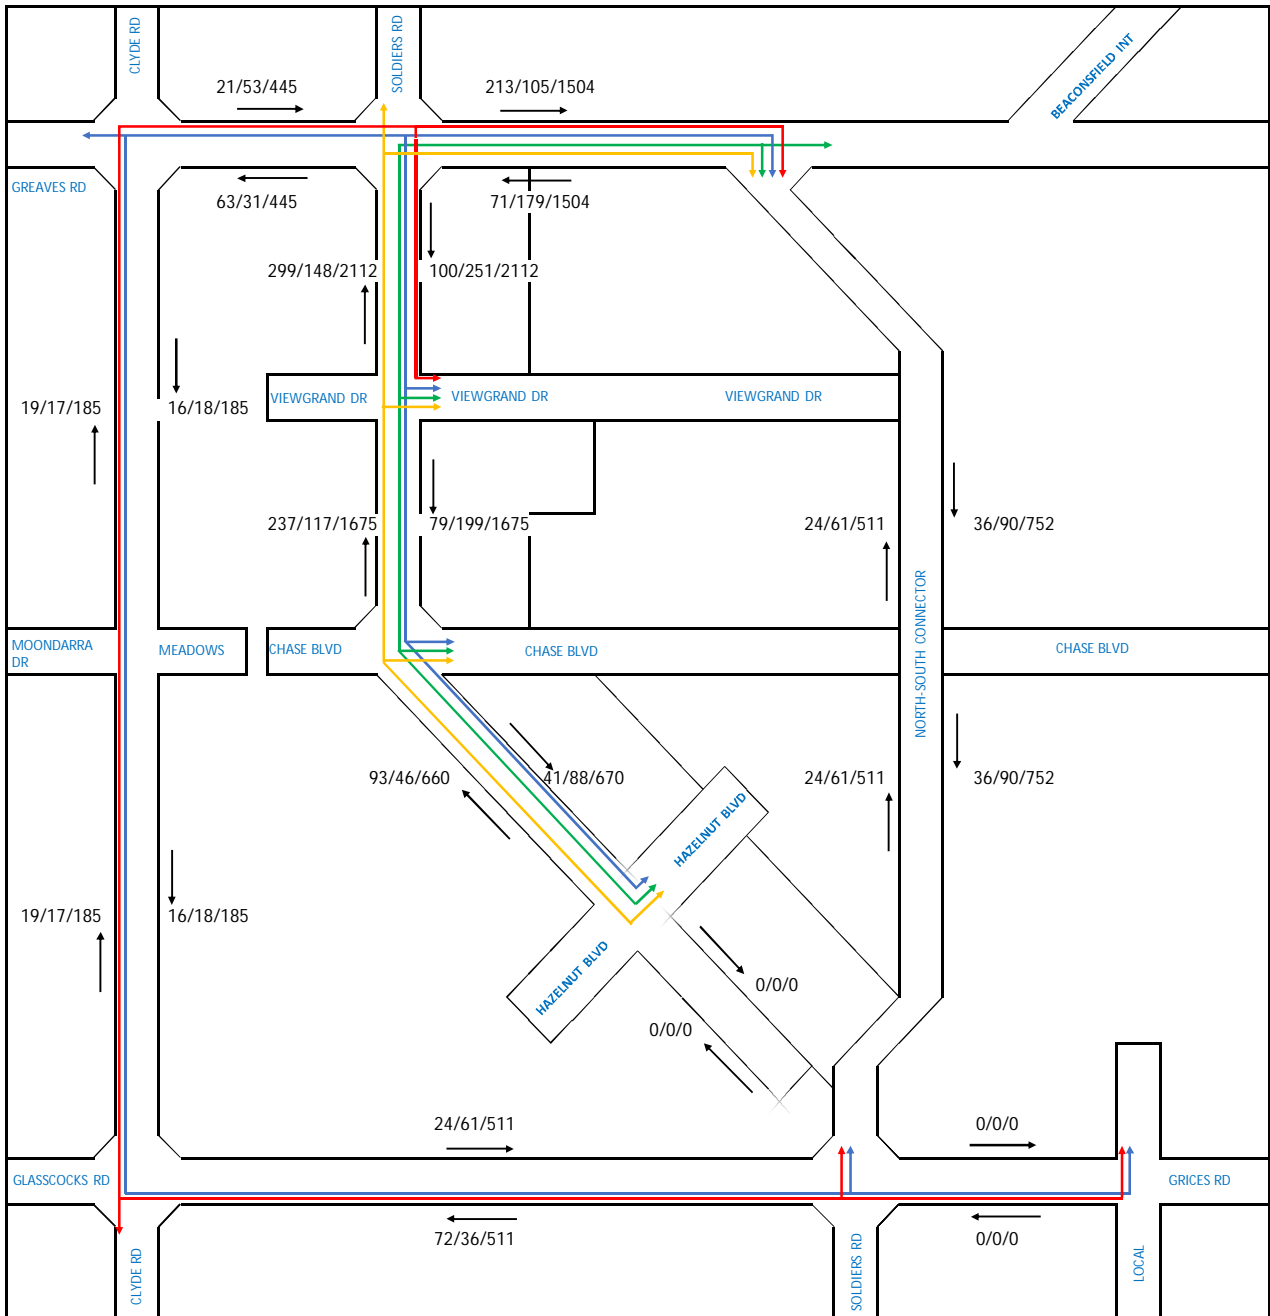 CLYDE RD
SOLDIERS RD
BEACONSFIELD INT
21/53/445
213/105/1504
GREAVES RD
63/31/445
71/179/1504
299/148/2112
100/251/2112
19/17/185
16/18/185
VIEWGRAND DR
VIEWGRAND DR
VIEWGRAND DR
237/117/1675
79/199/1675
24/61/511
36/90/752
NORTH-SOUTH CONNECTOR
MOONDARRA
DR
MEADOWS
CHASE BLVD
CHASE BLVD
CHASE BLVD
93/46/660
41/88/670
24/61/511
36/90/752
HAZELNUT BLVD
19/17/185
16/18/185
HAZELNUT BLVD
0/0/0
0/0/0
24/61/511
0/0/0
GLASSCOCKS RD
GRICES RD
72/36/511
0/0/0
CLYDE RD
SOLDIERS RD
LOCAL